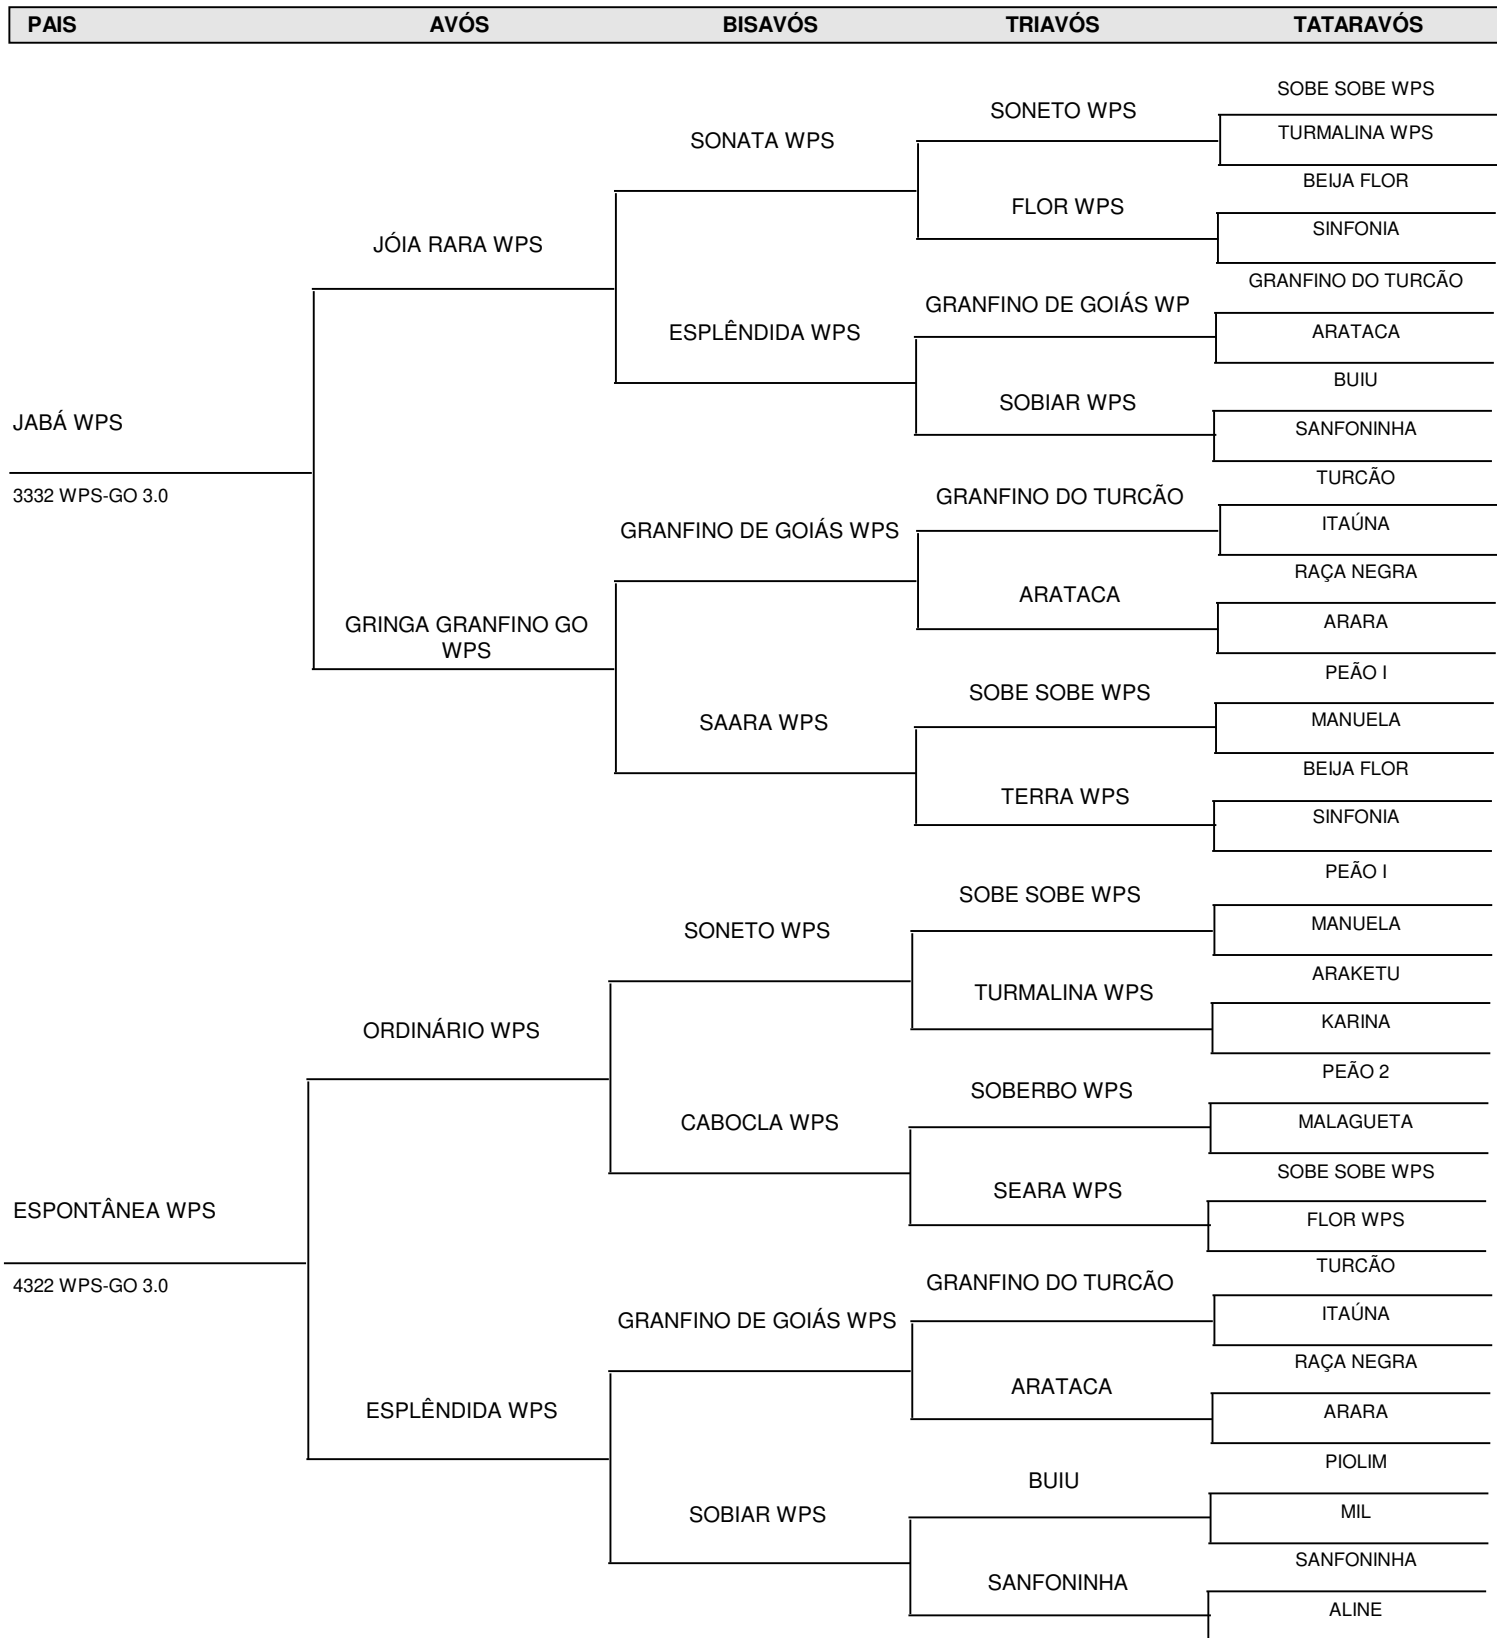 PAIS AVÓS BISAVÓS TRIAVÓS TATARAVÓS
SOBE SOBE WPS
SONETO WPS
TURMALINA WPS
SONATA WPS
BEIJA FLOR
FLOR WPS
SINFONIA
JÓIA RARA WPS
GRANFINO DO TURCÃO
GRANFINO DE GOIÁS WP
ESPLÊNDIDA WPS
ARATACA
BUIU
SOBIAR WPS
JABÁ WPS
SANFONINHA
TURCÃO
3332 WPS-GO 3.0
GRANFINO DO TURCÃO
ITAÚNA
GRANFINO DE GOIÁS WPS
RAÇA NEGRA
ARATACA
ARARA
GRINGA GRANFINO GO
WPS
PEÃO I
SOBE SOBE WPS
MANUELA
SAARA WPS
BEIJA FLOR
TERRA WPS
SINFONIA
PEÃO I
SOBE SOBE WPS
MANUELA
SONETO WPS
ARAKETU
TURMALINA WPS
KARINA
ORDINÁRIO WPS
PEÃO 2
SOBERBO WPS
MALAGUETA
CABOCLA WPS
SOBE SOBE WPS
SEARA WPS
ESPONTÂNEA WPS
FLOR WPS
TURCÃO
4322 WPS-GO 3.0
GRANFINO DO TURCÃO
ITAÚNA
GRANFINO DE GOIÁS WPS
RAÇA NEGRA
ARATACA
ESPLÊNDIDA WPS
ARARA
PIOLIM
BUIU
MIL
SOBIAR WPS
SANFONINHA
SANFONINHA
ALINE